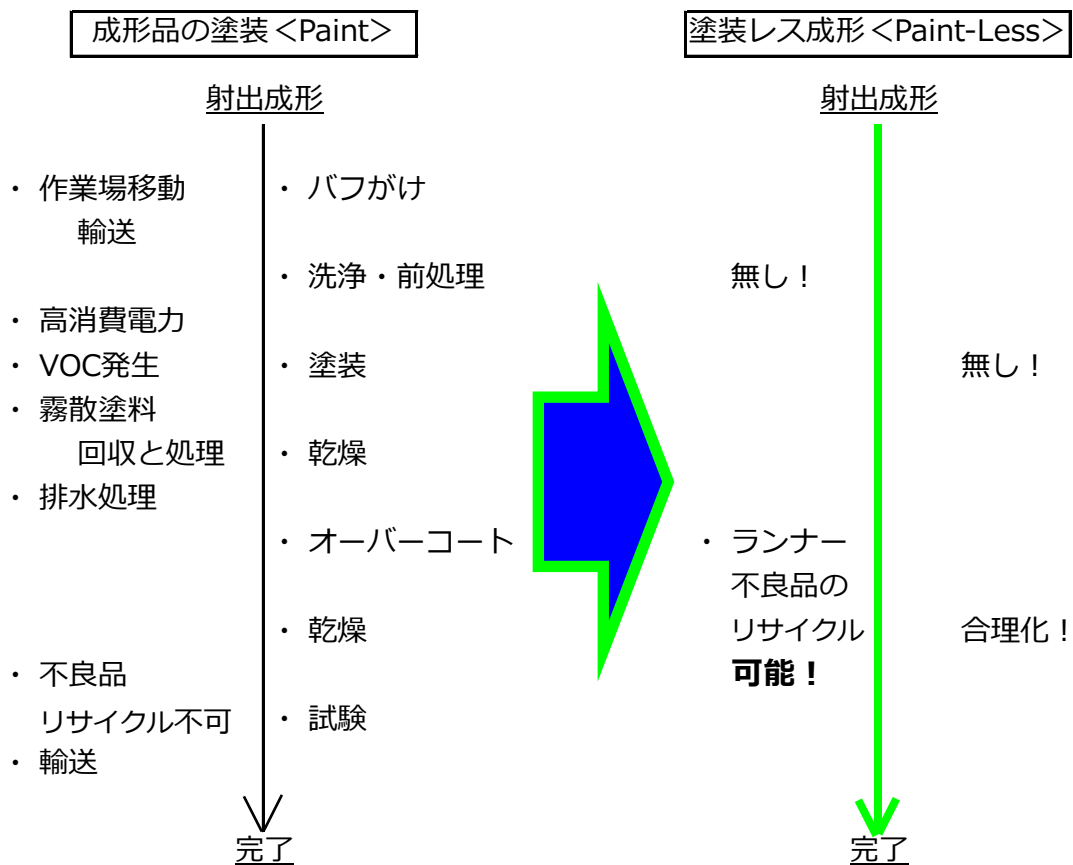 成形品の塗装<Paint>
射出成形
・ 作業場移動
輸送
・ 高消費電力
・ VOC発生
・ 霧散塗料
回収と処理
・ 排水処理
・ 不良品
リサイクル不可
・ 輸送
・ バフがけ
・ 洗浄・前処理
・ 塗装
・ 乾燥
・ オーバーコート
・ 乾燥
・ 試験
完了
塗装レス成形<Paint-Less>
射出成形
無し！
・ ランナー
不良品の
リサイクル
可能！
無し！
合理化！
完了